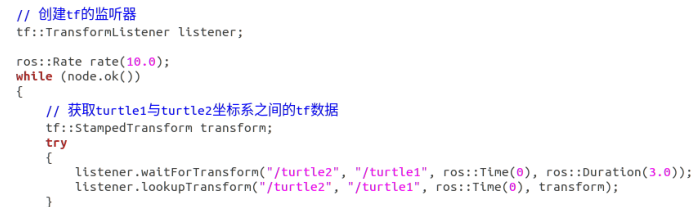 // 创建tf的监听器
tf::TransformListener listener;
ros::Rate rate(10.0);
while (node.ok())
{
// 获取turtle1与turtle2坐标系之间的tf数据
tf::StampedTransform transform;
try
{
listener.waitForTransform("/turtle2", "/turtle1", ros::Time(0), ros::Duration(3.0));
listener.lookupTransform("/turtle2", "/turtle1", ros::Time(0), transform);
}